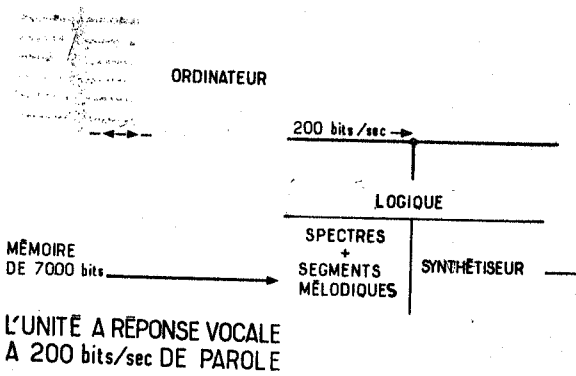 ORDINATEUR
200 bits/sec
LOGIQUE
SPECTRES
+
SEGMENTS
MÉLODIQUES
SYNTHÉTISEUR
MÉMOIRE
DE 7000 bits
L'UNITÉ A RÉPONSE VOCALE
A 200 bits/sec DE PAROLE